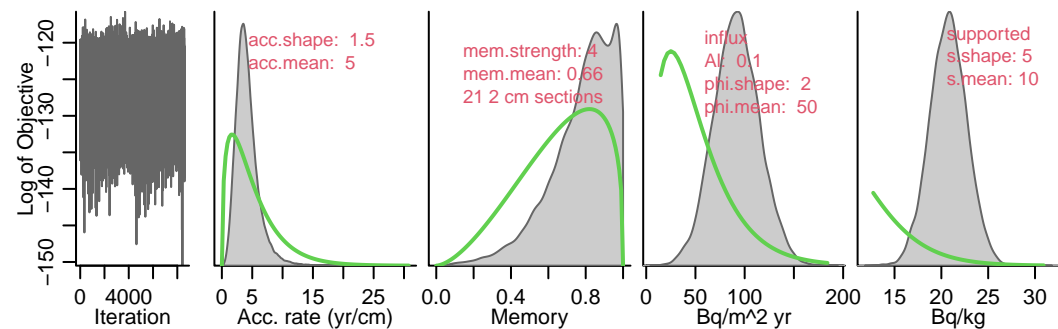 Log of Objective
−120
−130
−140
−150
0 4000
Iteration
acc.shape: 1.5
acc.mean: 5
0 5 15 25
Acc. rate (yr/cm)
mem.strength: 4
mem.mean: 0.66
21 2 cm sections
0.0 0.4 0.8
Memory
influx
Al: 0.1
phi.shape: 2
phi.mean: 50
0 50 100 200
Bq/m^2 yr
supported
s.shape: 5
s.mean: 10
15 20 25 30
Bq/kg